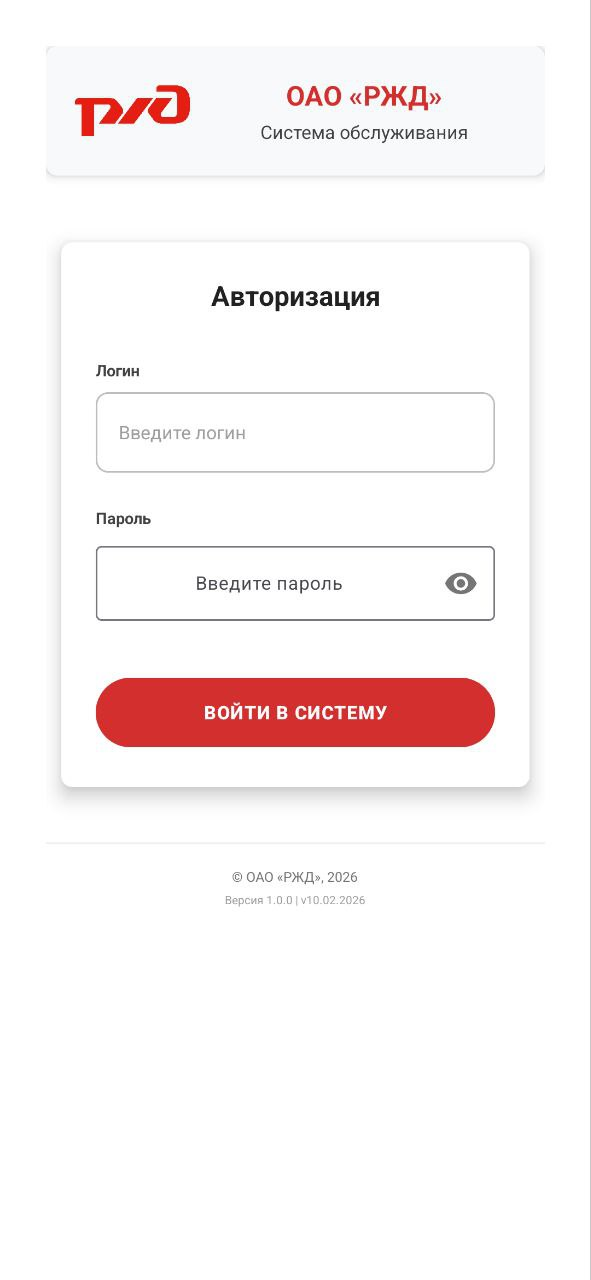 РЖД
ОАО «РЖД»
Система обслуживания
Авторизация
Логин
Введите логин
Пароль
Введите пароль
ВОЙТИ В СИСТЕМУ
© ОАО «РЖД», 2026
Версия 1.0.0 | v10.02.2026